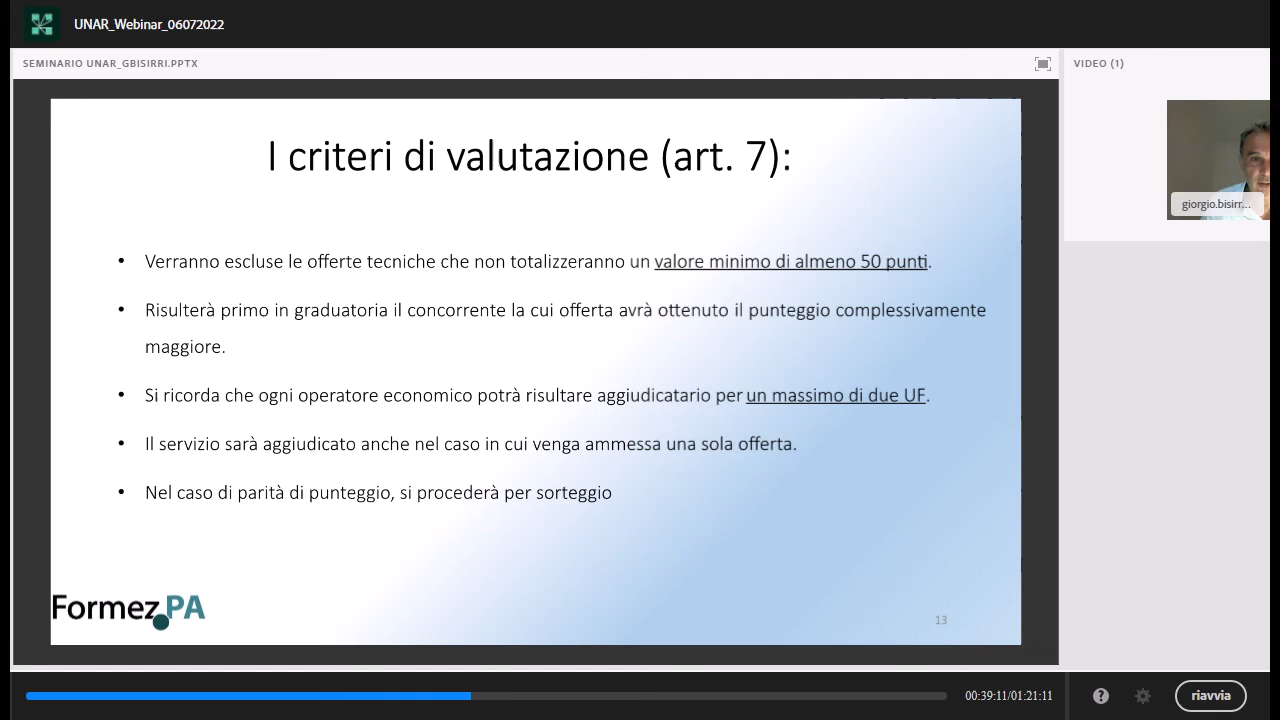 UNAR_Webinar_06072022
SEMINARIO UNAR_GBISIRRI.PPTX
VIDEO (1)
I criteri di valutazione (art. 7):
• Verranno escluse le offerte tecniche che non totalizzeranno un valore minimo di almeno 50 punti.
• Risulterà primo in graduatoria il concorrente la cui offerta avrà ottenuto il punteggio complessivamente
maggiore.
• Si ricorda che ogni operatore economico potrà risultare aggiudicatario per un massimo di due UF.
• Il servizio sarà aggiudicato anche nel caso in cui venga ammessa una sola offerta.
• Nel caso di parità di punteggio, si procederà per sorteggio
giorgio.bisirr...
Formez.PA
13
00:39:11/01:21:11
riavvia